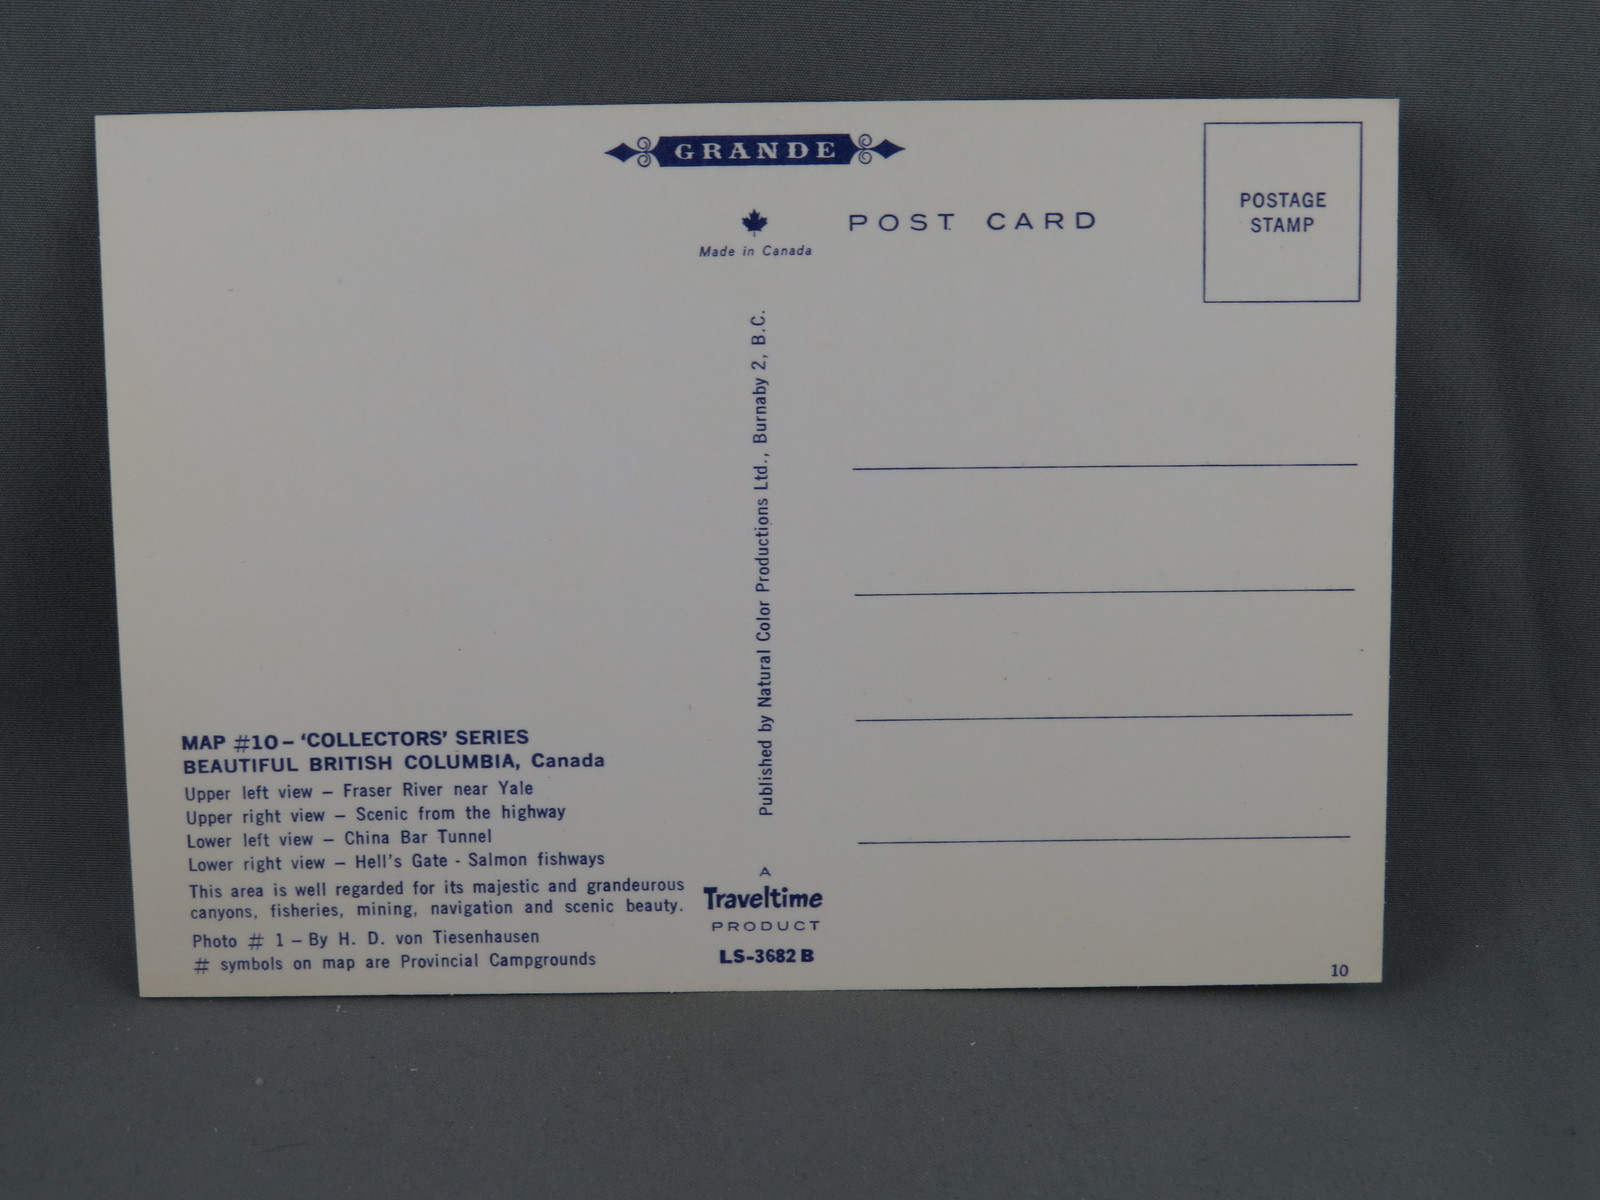 GRANDE
Made in Canada
POST CARD
POSTAGE
STAMP
Published by Natural Color Productions Ltd., Burnaby 2, B.C.
MAP #10 – ‘COLLECTORS’ SERIES
BEAUTIFUL BRITISH COLUMBIA, Canada
Upper left view – Fraser River near Yale
Upper right view – Scenic from the highway
Lower left view – China Bar Tunnel
Lower right view – Hell's Gate - Salmon fishways
This area is well regarded for its majestic and grandeurous
canyons, fisheries, mining, navigation and scenic beauty.
Photo # 1 – By H. D. von Tiesenhausen
# symbols on map are Provincial Campgrounds
A
Traveltime
PRODUCT
LS-3682 B
10